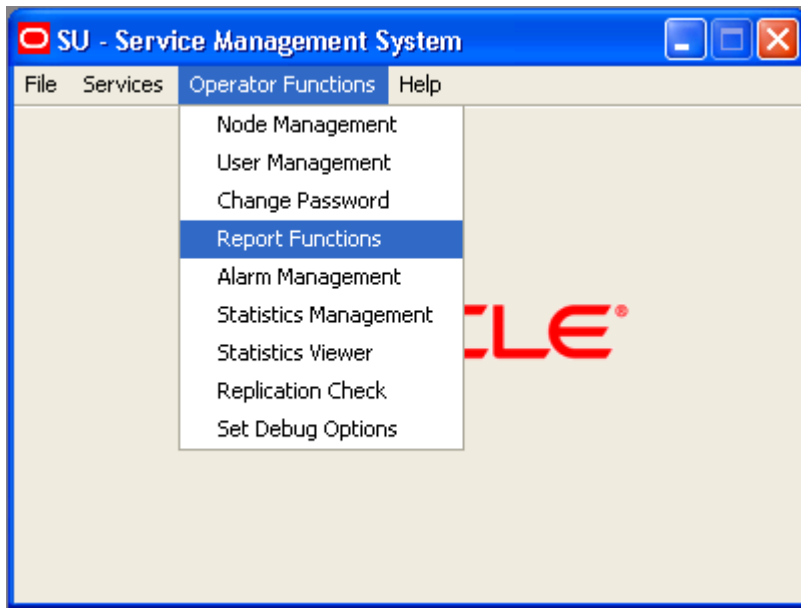 SU - Service Management System
File Services Operator Functions Help
Node Management
User Management
Change Password
Report Functions
Alarm Management
Statistics Management
Statistics Viewer
Replication Check
Set Debug Options
CLE®